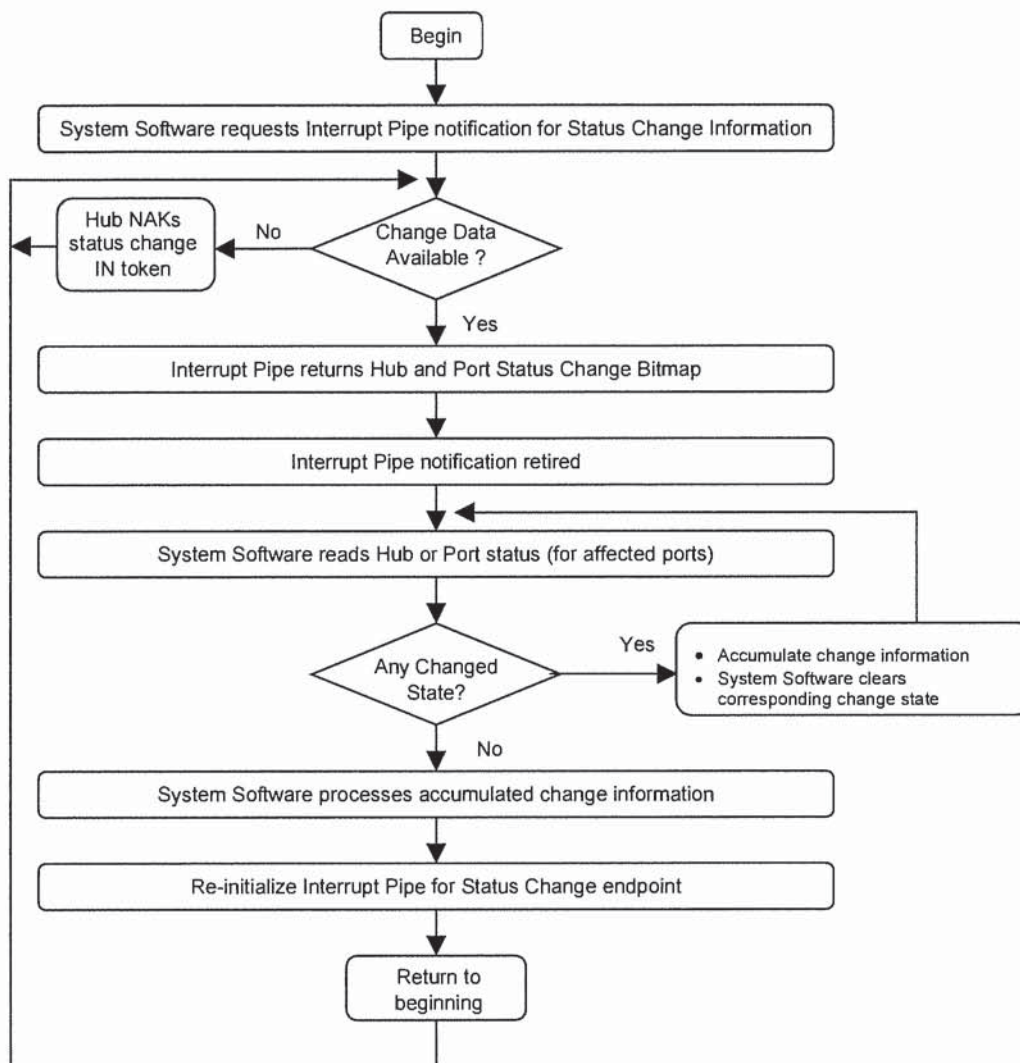 Begin
System Software requests Interrupt Pipe notification for Status Change Information
Hub NAKs
status change
IN token
No
Change Data
Available ?
Yes
Interrupt Pipe returns Hub and Port Status Change Bitmap
Interrupt Pipe notification retired
System Software reads Hub or Port status (for affected ports)
Any Changed
State?
Yes
• Accumulate change information
• System Software clears
corresponding change state
No
System Software processes accumulated change information
Re-initialize Interrupt Pipe for Status Change endpoint
Return to
beginning